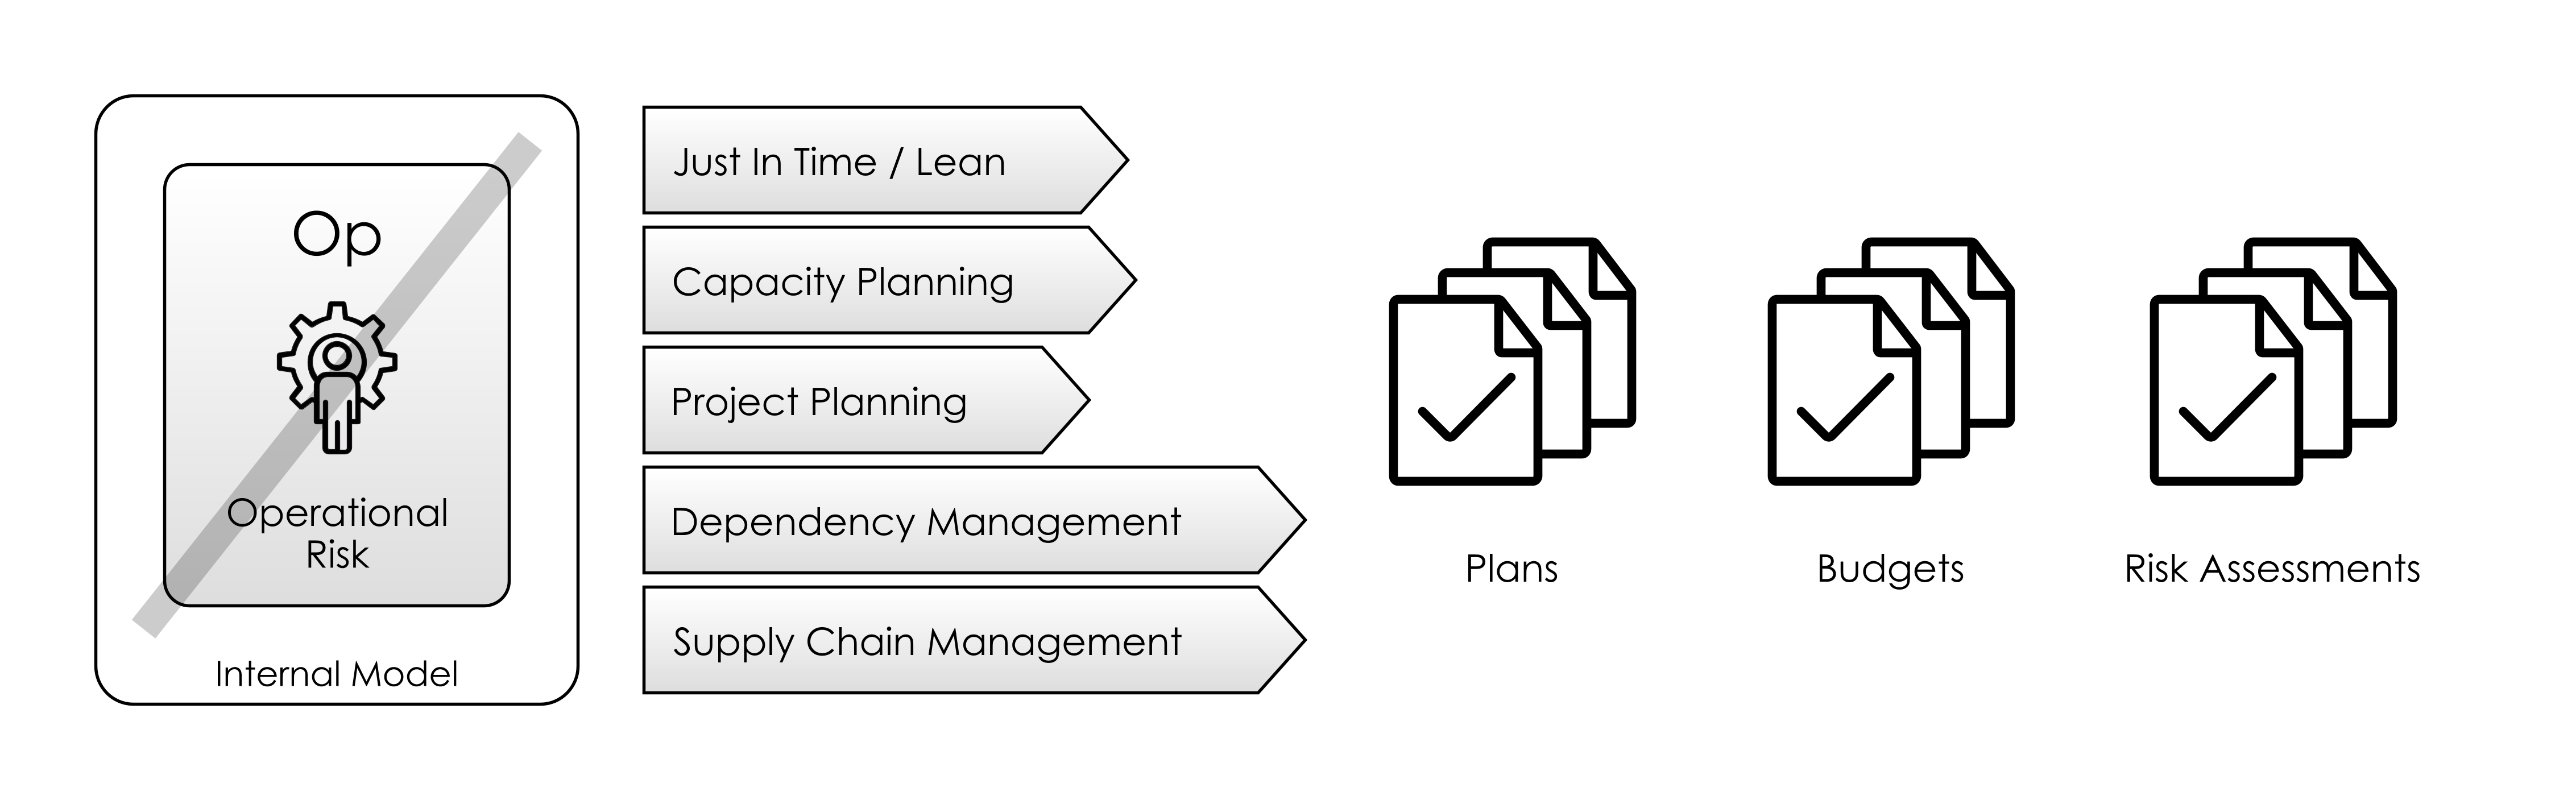 Op
Operational
Risk
Internal Model
Just In Time / Lean
Capacity Planning
Project Planning
Dependency Management
Supply Chain Management
Plans
Budgets
Risk Assessments